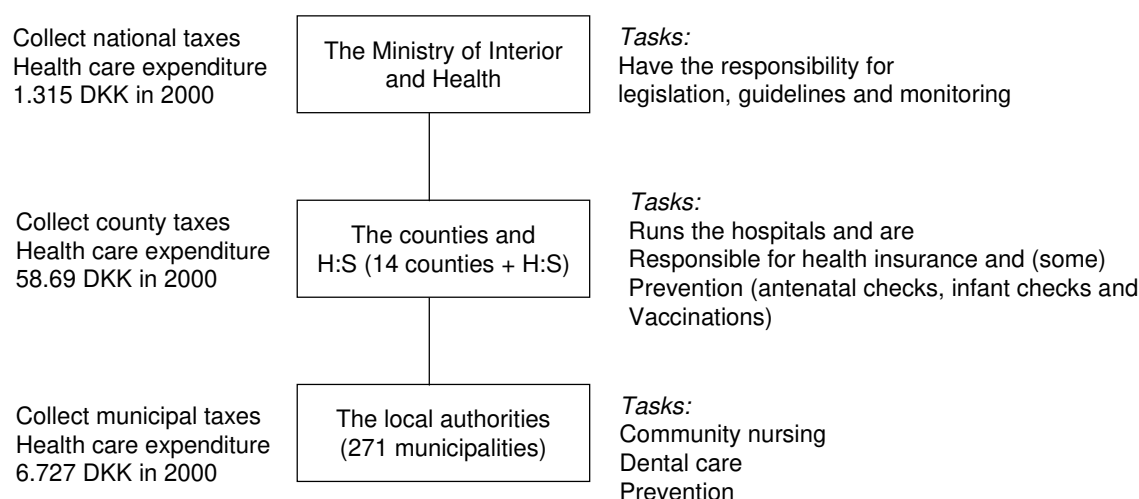 Collect national taxes
Health care expenditure
1.315 DKK in 2000
The Ministry of Interior
and Health
Tasks:
Have the responsibility for
legislation, guidelines and monitoring
Collect county taxes
Health care expenditure
58.69 DKK in 2000
The counties and
H:S (14 counties + H:S)
Tasks:
Runs the hospitals and are
Responsible for health insurance and (some)
Prevention (antenatal checks, infant checks and
Vaccinations)
Collect municipal taxes
Health care expenditure
6.727 DKK in 2000
The local authorities
(271 municipalities)
Tasks:
Community nursing
Dental care
Prevention